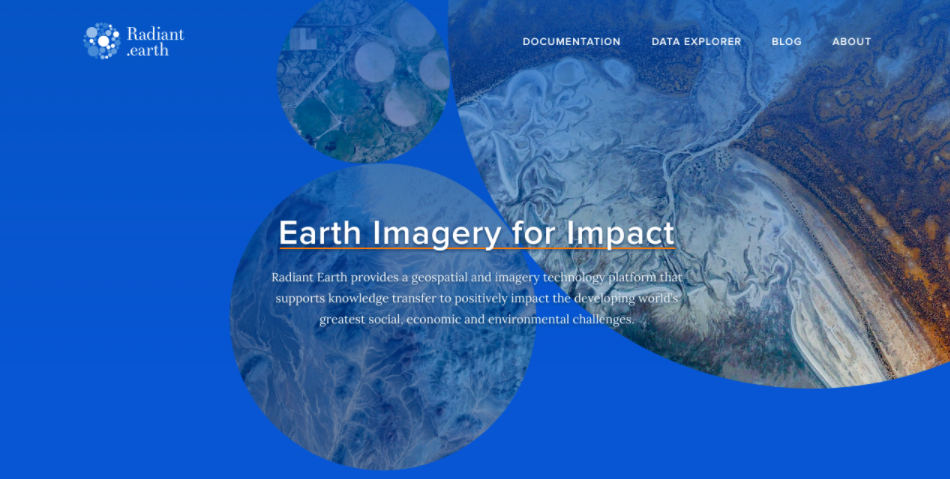 Radiant
.earth
DOCUMENTATION DATA EXPLORER BLOG ABOUT
Earth Imagery for Impact
Radiant Earth provides a geospatial and imagery technology platform that
supports knowledge transfer to positively impact the developing world's
greatest social, economic and environmental challenges.